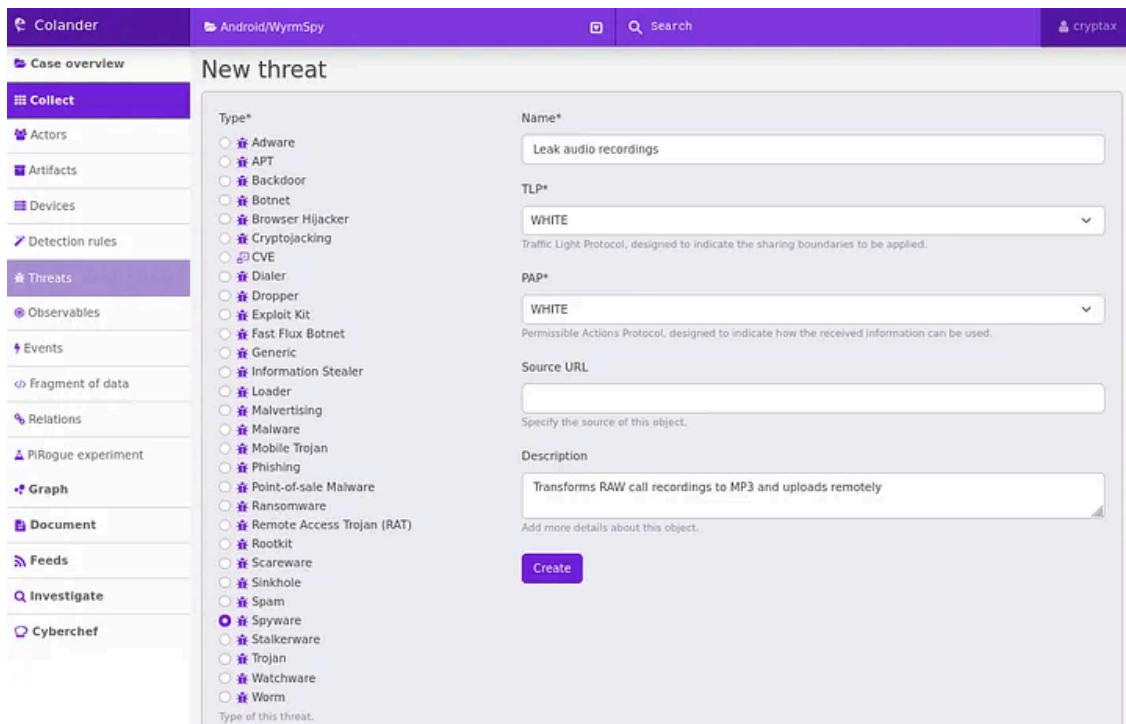 Colander
Android/WyrmSpy
Search
cryptax
Case overview
Collect
Actors
Artifacts
Devices
Detection rules
Threats
Observables
Events
Fragment of data
Relations
PiRogue experiment
Graph
Document
Feeds
Investigate
Cyberchef
New threat
Type*
Adware
APT
Backdoor
Botnet
Browser Hijacker
Cryptojacking
CVE
Dialer
Dropper
Exploit Kit
Fast Flux Botnet
Generic
Information Stealer
Loader
Malvertising
Malware
Mobile Trojan
Phishing
Point-of-sale Malware
Ransomware
Remote Access Trojan (RAT)
Rootkit
Scareware
Sinkhole
Spam
Spyware
Stalkerware
Trojan
Watchware
Worm
Type of this threat.
Name*
Leak audio recordings
TLP*
WHITE
Traffic Light Protocol, designed to indicate the sharing boundaries to be applied.
PAP*
WHITE
Permissible Actions Protocol, designed to indicate how the received information can be used.
Source URL
Specify the source of this object.
Description
Transforms RAW call recordings to MP3 and uploads remotely
Add more details about this object.
Create